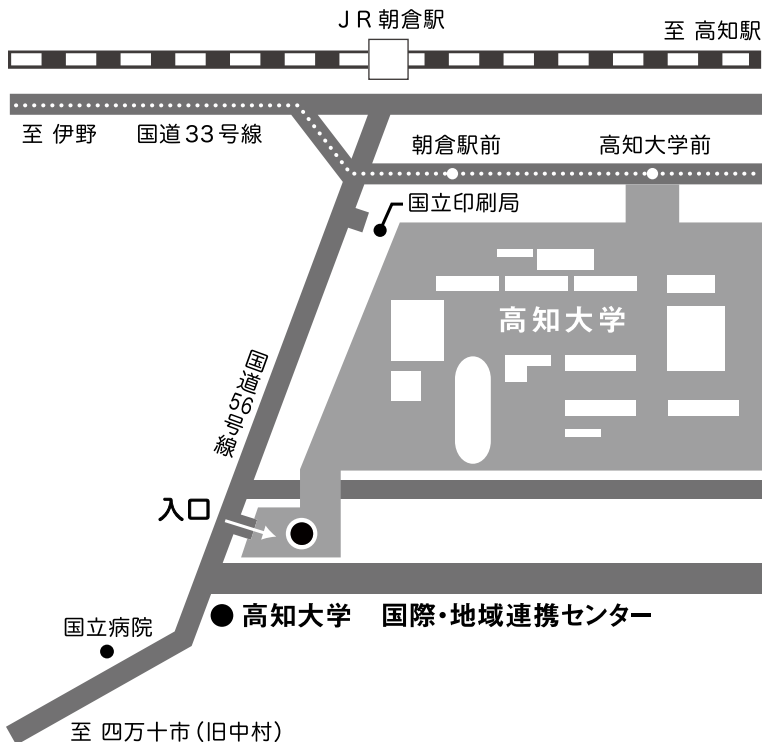 JR朝倉駅
至 高知駅
至 伊野
国道33号線
朝倉駅前
高知大学前
国立印刷局
高知大学
国道56号線
入口
高知大学 国際・地域連携センター
国立病院
至 四万十市(旧中村)